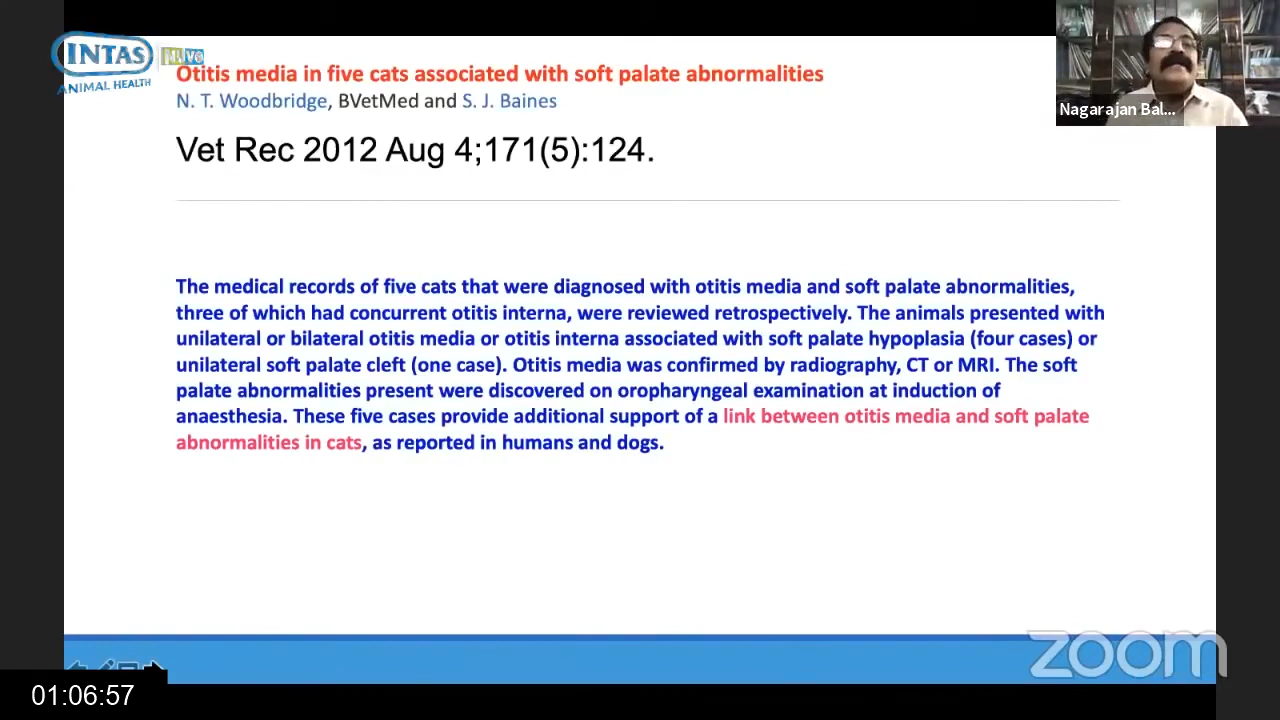 INTAS
ANIMAL HEALTH
Otitis media in five cats associated with soft palate abnormalities
N. T. Woodbridge, BVetMed and S. J. Baines
Vet Rec 2012 Aug 4;171(5):124.
Nagarajan Bal...
The medical records of five cats that were diagnosed with otitis media and soft palate abnormalities,
three of which had concurrent otitis interna, were reviewed retrospectively. The animals presented with
unilateral or bilateral otitis media or otitis interna associated with soft palate hypoplasia (four cases) or
unilateral soft palate cleft (one case). Otitis media was confirmed by radiography, CT or MRI. The soft
palate abnormalities present were discovered on oropharyngeal examination at induction of
anaesthesia. These five cases provide additional support of a link between otitis media and soft palate
abnormalities in cats, as reported in humans and dogs.
zoom
01:06:57